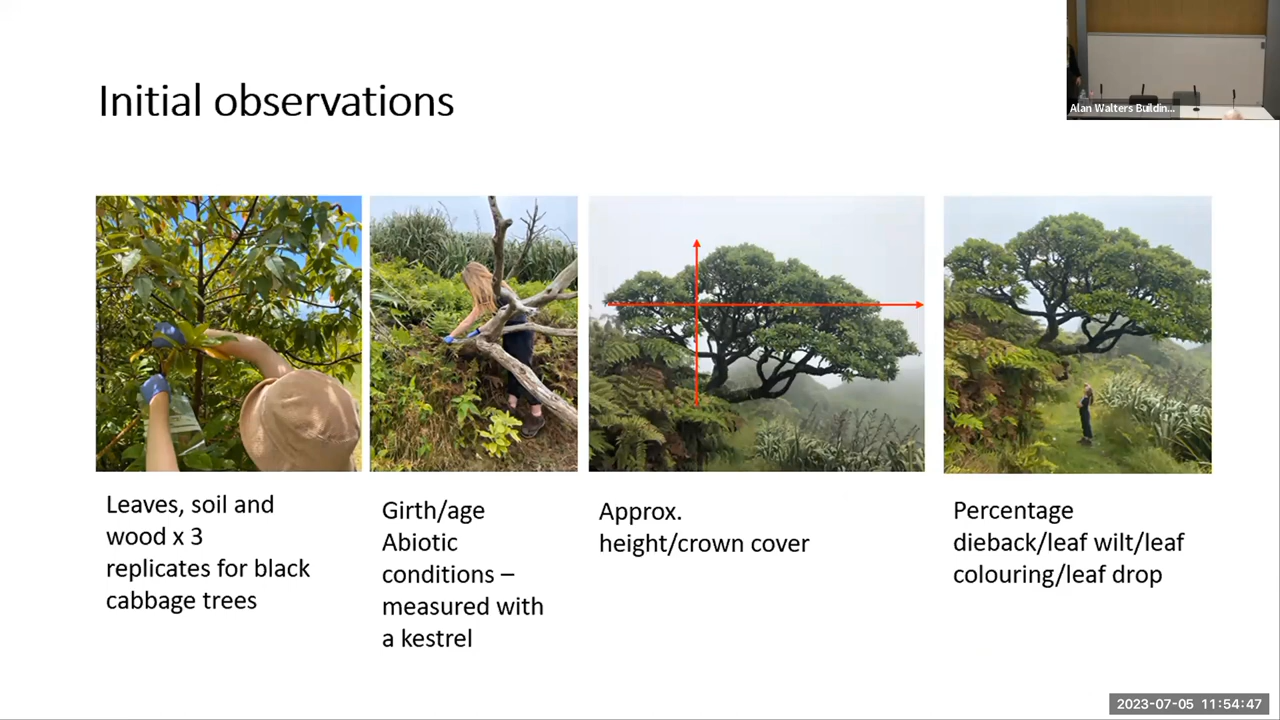 Initial observations
Alan Walters Buildin...
Leaves, soil and
wood x 3
replicates for black
cabbage trees
Girth/age
Abiotic
conditions –
measured with
a kestrel
Approx.
height/crown cover
Percentage
dieback/leaf wilt/leaf
colouring/leaf drop
2023-07-05 11:54:47